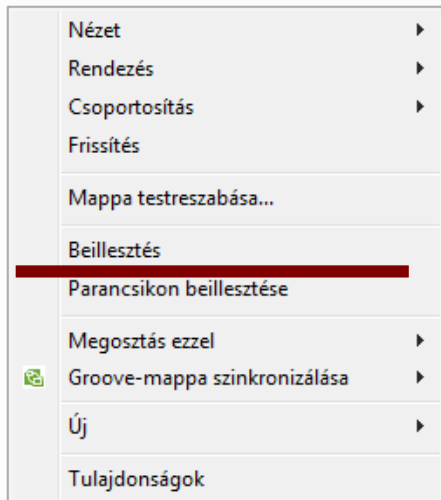 Nézet
Rendezés
Csoportosítás
Frissítés
Mappa testreszabása...
Beillesztés
Parancsikon beillesztése
Megosztás ezzel
Groove-mappa szinkronizálása
Új
Tulajdonságok